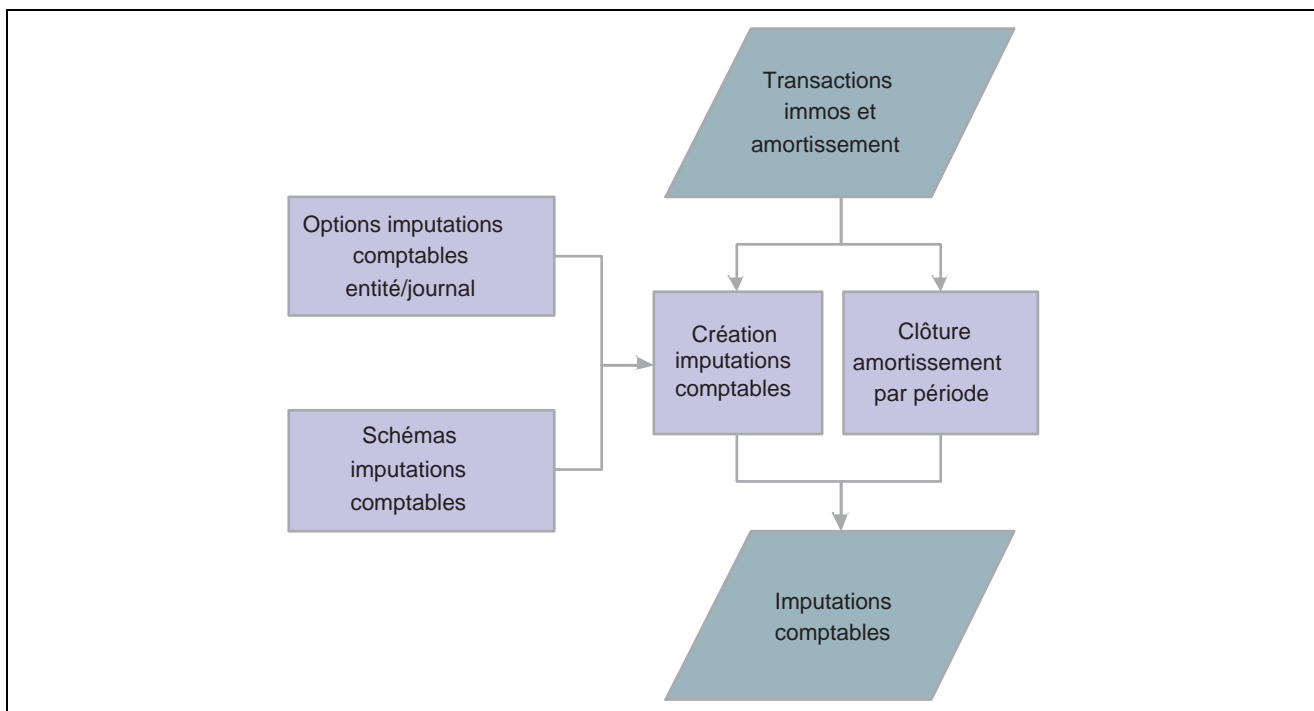 Transactions
immos et
amortissement
Options imputations
comptables
entité/journal
Création
imputations
comptables
Clôture
amortissement
par période
Schémas
imputations
comptables
Imputations
comptables